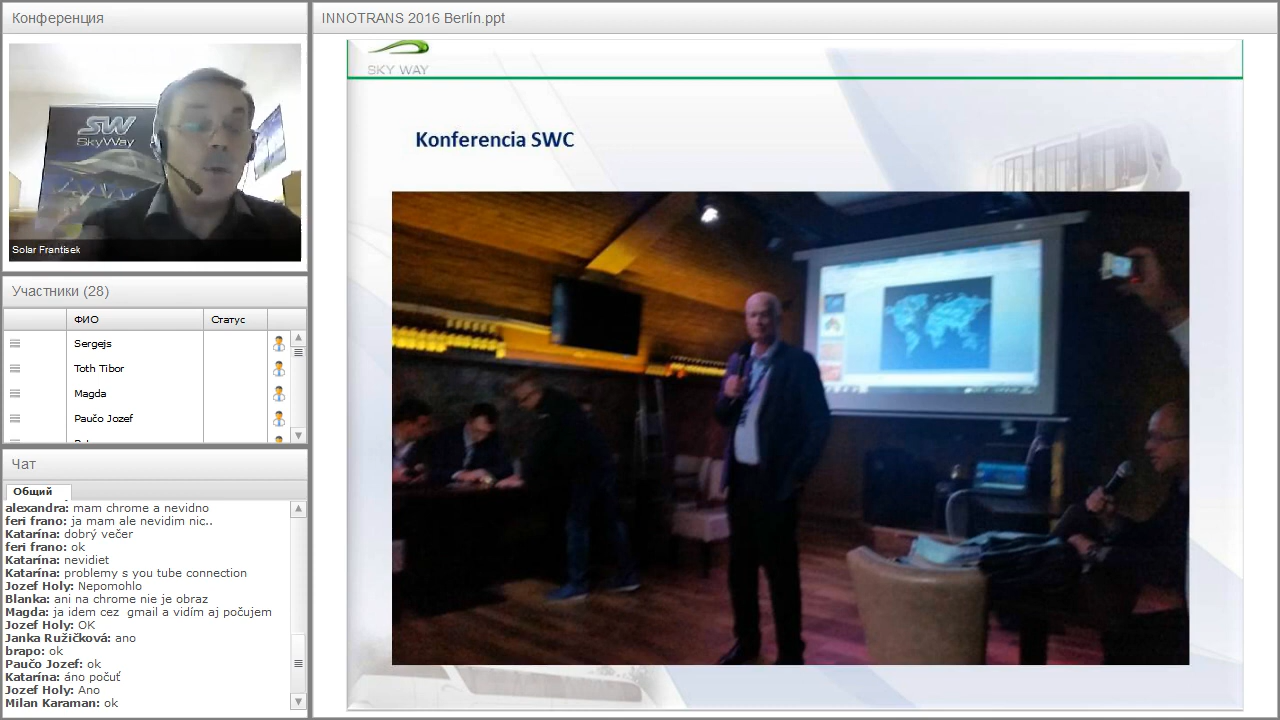 Конференция
SW
SkyWay
Solar Frantisek
Участники (28)
ФИО
Статус
Sergejs
Toth Tibor
Magda
Paučo Jozef
Чат
Общий
alexandra: mam chrome a nevidno
feri frano: ja mam ale nevidim nic..
Katarína: dobrý večer
feri frano: ok
Katarína: nevidiet
Katarína: problemy s you tube connection
Jozef Holy: Nepomohlo
Blanka: ani na chrome nie je obraz
Magda: ja idem cez  gmail a vidím aj počujem
Jozef Holy: OK
Janka Ružičková: ano
brapo: ok
Paučo Jozef: ok
Katarína: áno počuť
Jozef Holy: Ano
Milan Karaman: ok
INNOTRANS 2016 Berlín.ppt
SKY WAY
Konferencia SWC